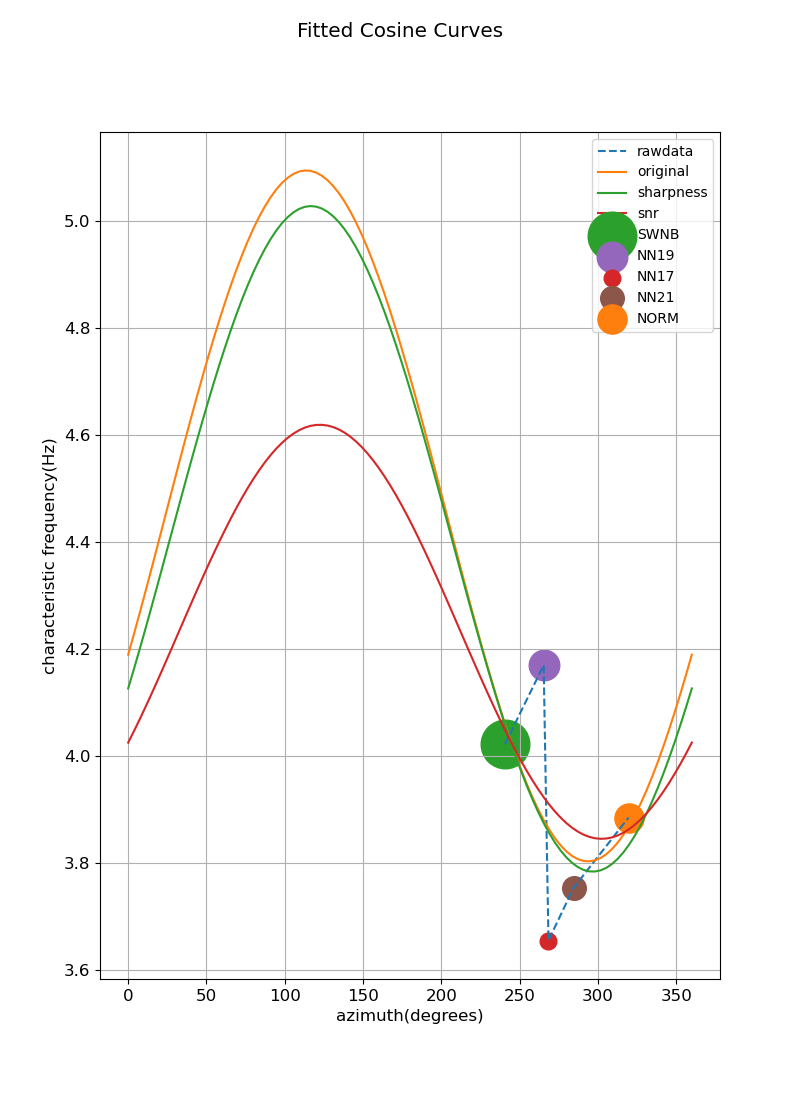 Fitted Cosine Curves
characteristic frequency(Hz)
5.0
4.8
4.6
4.4
4.2
4.0
3.8
3.6
rawdata
original
sharpness
snr
SWNB
NN19
NN17
NN21
NORM
0 50 100 150 200 250 300 350
azimuth(degrees)